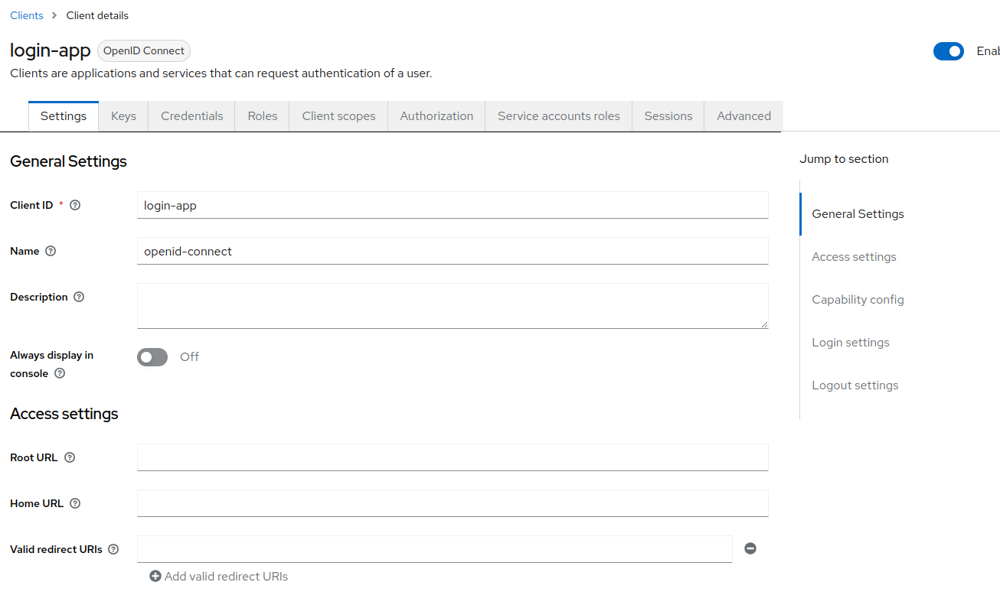 Clients > Client details
login-app OpenID Connect
Clients are applications and services that can request authentication of a user.
Enab
Settings Keys Credentials Roles Client scopes Authorization Service accounts roles Sessions Advanced
General Settings
Client ID * login-app
Name openid-connect
Description
Always display in
console
Off
Access settings
Root URL
Home URL
Valid redirect URIs
Add valid redirect URIs
Jump to section
General Settings
Access settings
Capability config
Login settings
Logout settings